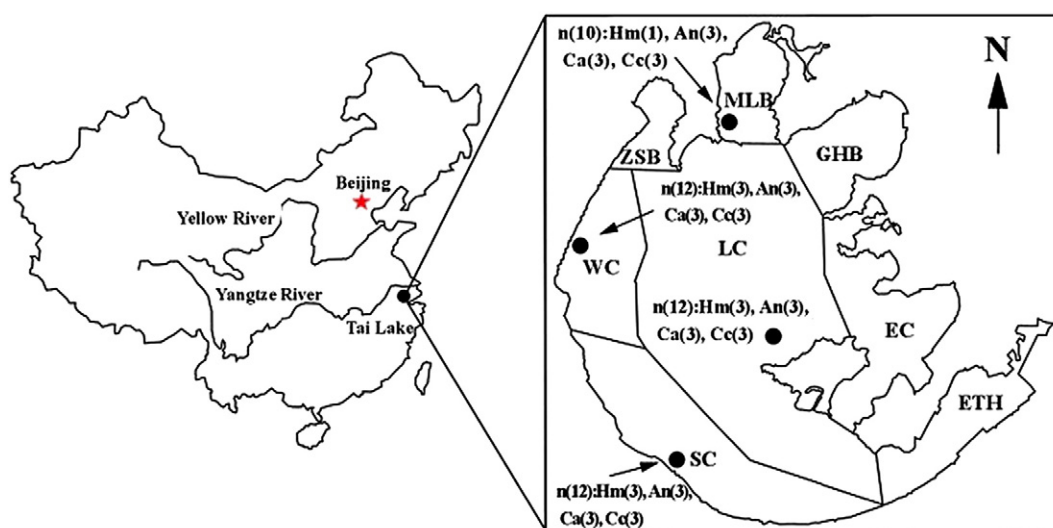 Beijing
Yellow River
Yangtze River
Tai Lake
n(10):Hm(1), An(3),
Ca(3), Cc(3)
N
MLB
ZSB
GHB
n(12):Hm(3), An(3),
Ca(3), Cc(3)
WC
LC
n(12):Hm(3), An(3),
Ca(3), Cc(3)
EC
ETH
SC
n(12):Hm(3), An(3),
Ca(3), Cc(3)